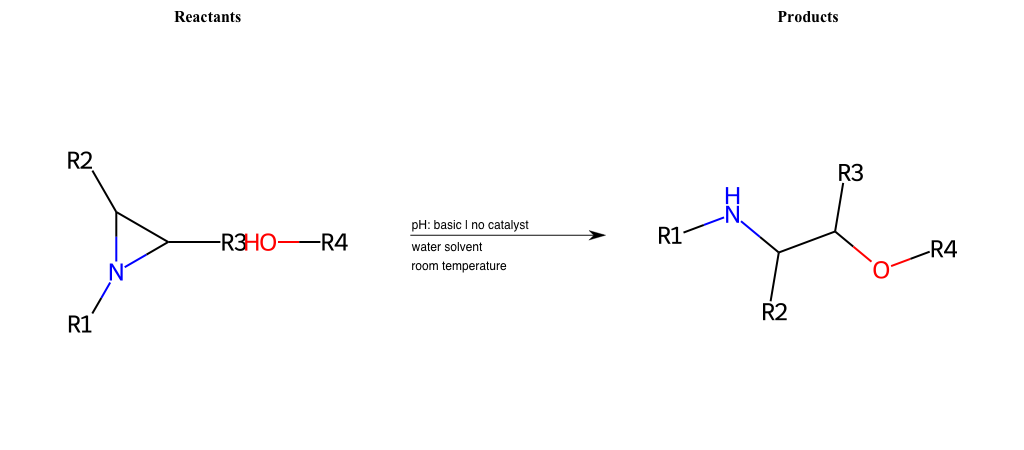 Reactants
Products
R2
R3
HO
R4
N
R1
pH: basic | no catalyst
water solvent
room temperature
R3
H
N
R1
R4
O
R2